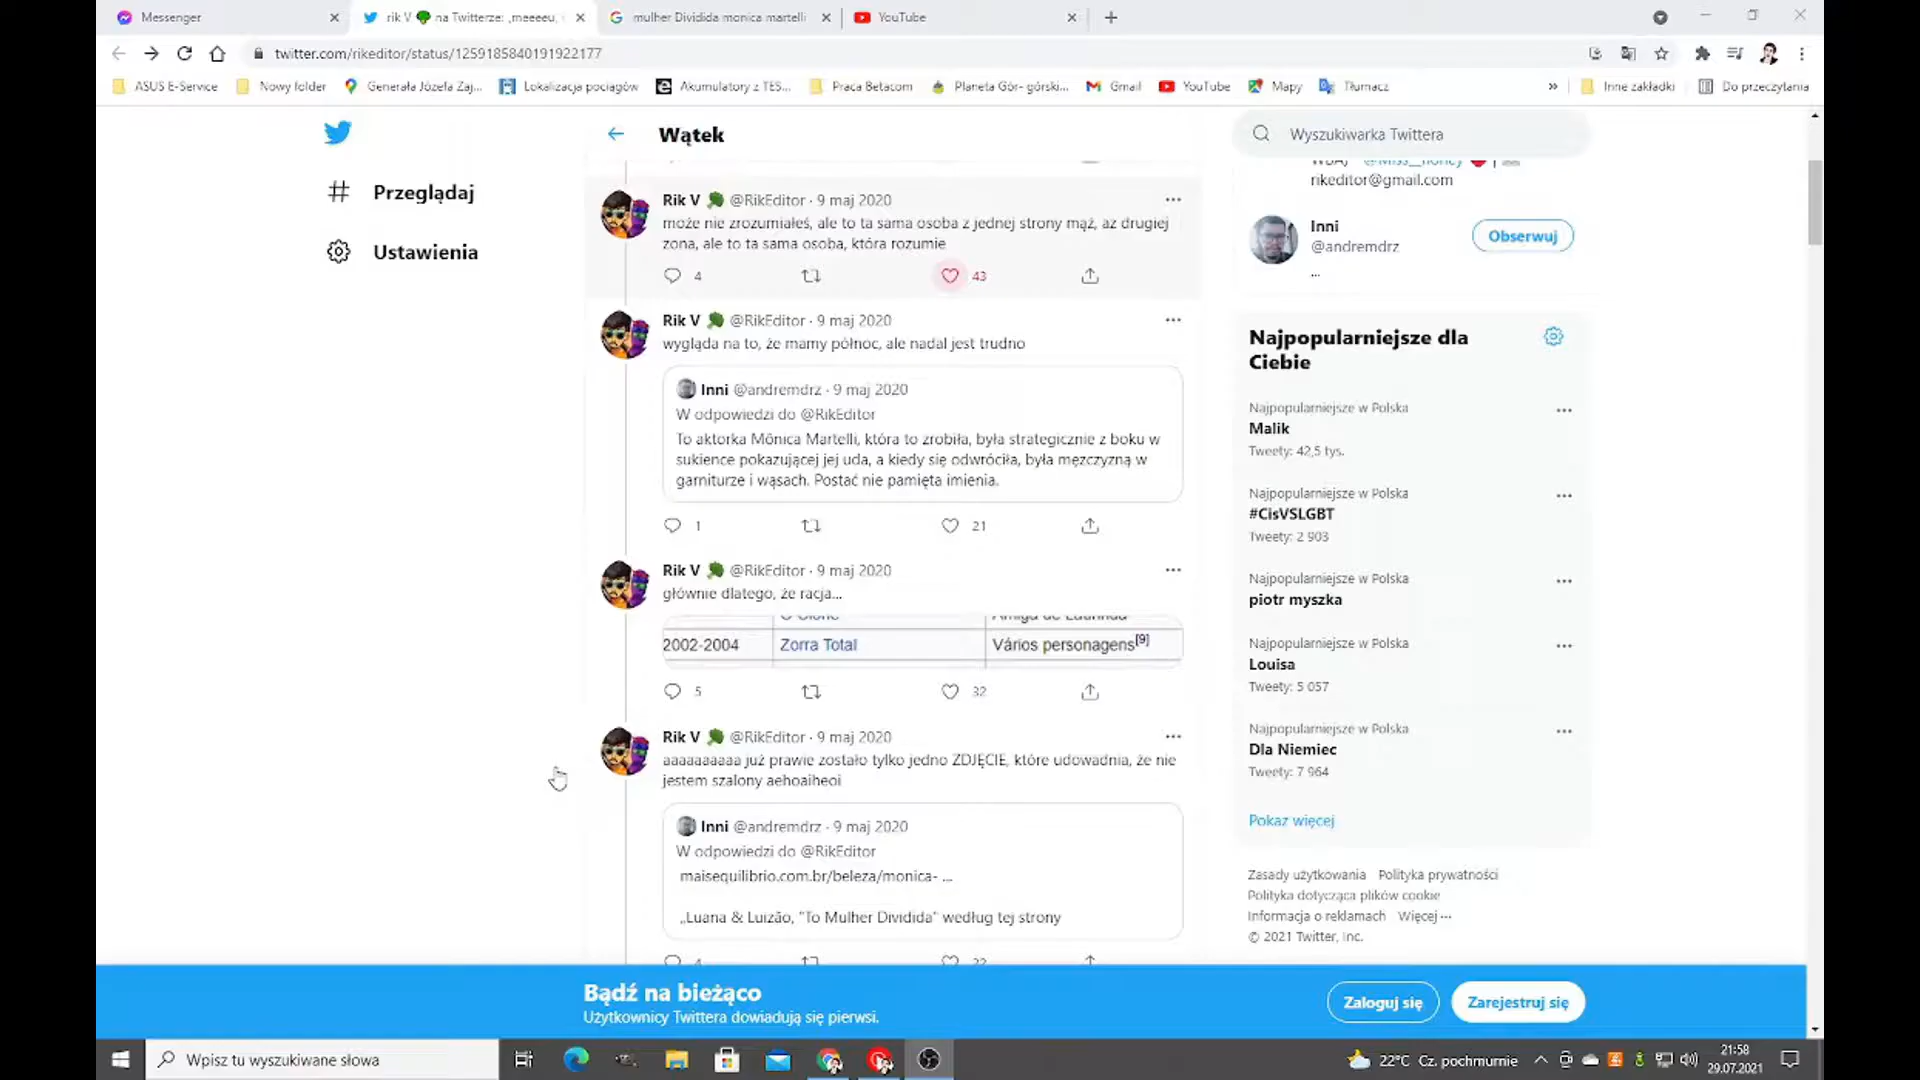 Messenger
rik V na Twitterze: „meeeeu,
mulher Dividida monica martelli
YouTube
twitter.com/rikeditor/status/1259185840191922177
ASUS E-Service
Nowy folder
Generała Józefa Zaj...
Lokalizacja pociągów
Akumulatory z TES...
Praca Betacom
Planeta Gór- górski...
Gmail
YouTube
Mapy
Tłumacz
»
Inne zakładki
Do przeczytania
Przeglądaj
Ustawienia
Wątek
Rik V @RikEditor · 9 maj 2020
może nie zrozumiałeś, ale to ta sama osoba z jednej strony mąż, az drugiej
zona, ale to ta sama osoba, która rozumie
4
43
Rik V @RikEditor · 9 maj 2020
wygląda na to, że mamy północ, ale nadal jest trudno
Inni @andremdrz · 9 maj 2020
W odpowiedzi do @RikEditor
To aktorka Mônica Martelli, która to zrobiła, była strategicznie z boku w
sukience pokazującej jej uda, a kiedy się odwróciła, była mężczyzną w
garniturze i wąsach. Postać nie pamięta imienia.
1
21
Rik V @RikEditor · 9 maj 2020
głównie dlatego, że racja...
O Clone
Amiga de Laurinda
2002-2004
Zorra Total
Vários personagens[9]
5
32
Rik V @RikEditor · 9 maj 2020
aaaaaaaaaa już prawie zostało tylko jedno ZDJĘCIE, które udowadnia, że nie
jestem szalony aehoaiheoi
Inni @andremdrz · 9 maj 2020
W odpowiedzi do @RikEditor
maisequilibrio.com.br/beleza/monica- ...
„Luana & Luizão, "To Mulher Dividida" według tej strony
Wyszukiwarka Twittera
rikeditor@gmail.com
Inni
@andremdrz
...
Obserwuj
Najpopularniejsze dla
Ciebie
Najpopularniejsze w Polska
Malik
Tweety: 42,5 tys.
Najpopularniejsze w Polska
#CisVSLGBT
Tweety: 2 903
Najpopularniejsze w Polska
piotr myszka
Najpopularniejsze w Polska
Louisa
Tweety: 5 057
Najpopularniejsze w Polska
Dla Niemiec
Tweety: 7 964
Pokaż więcej
Zasady użytkowania Polityka prywatności
Polityka dotycząca plików cookie
Informacja o reklamach Więcej ···
© 2021 Twitter, Inc.
Bądź na bieżąco
Użytkownicy Twittera dowiadują się pierwsi.
Zaloguj się
Zarejestruj się
Wpisz tu wyszukiwane słowa
22°C Cz. pochmurnie
21:58
29.07.2021